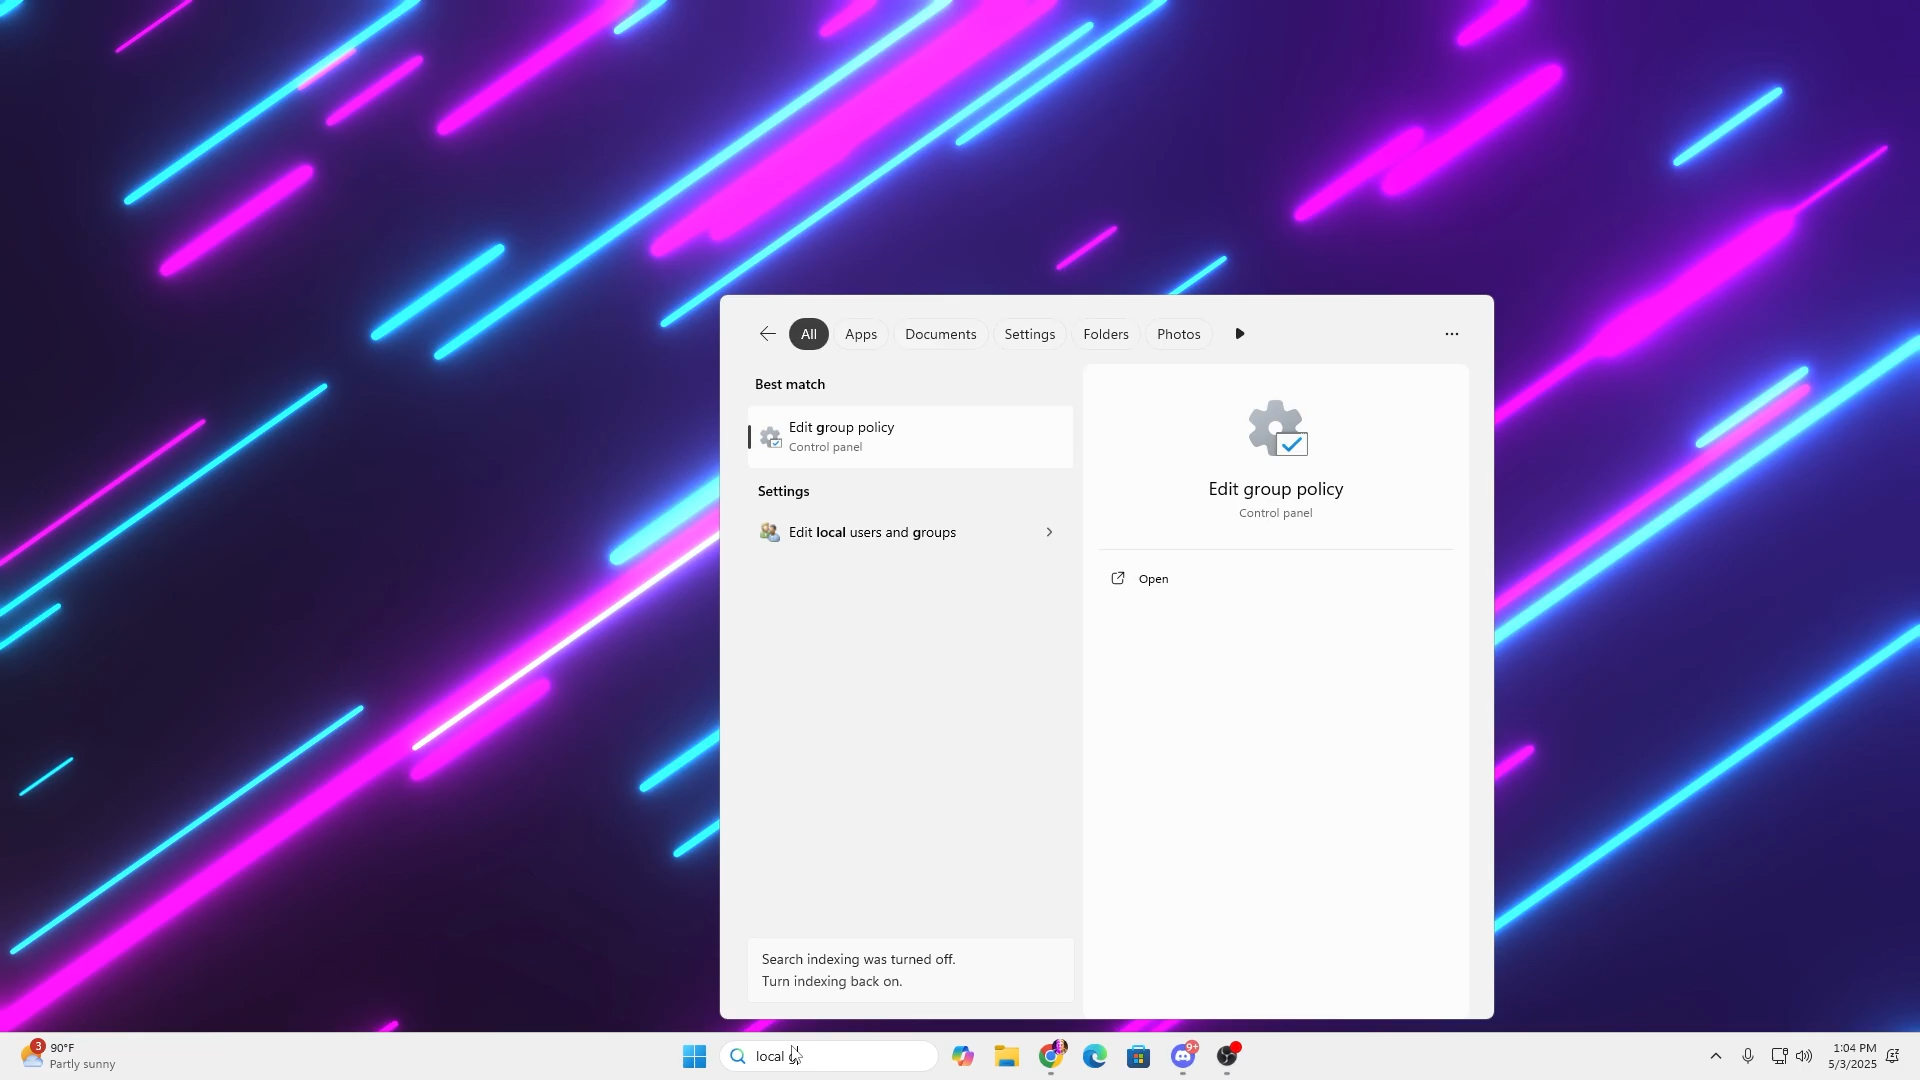 All
Apps
Documents
Settings
Folders
Photos
Best match
Edit group policy
Control panel
Settings
Edit local users and groups
Edit group policy
Control panel
Open
Search indexing was turned off.
Turn indexing back on.
3
90°F
Partly sunny
local
9+
1:04 PM
5/3/2025